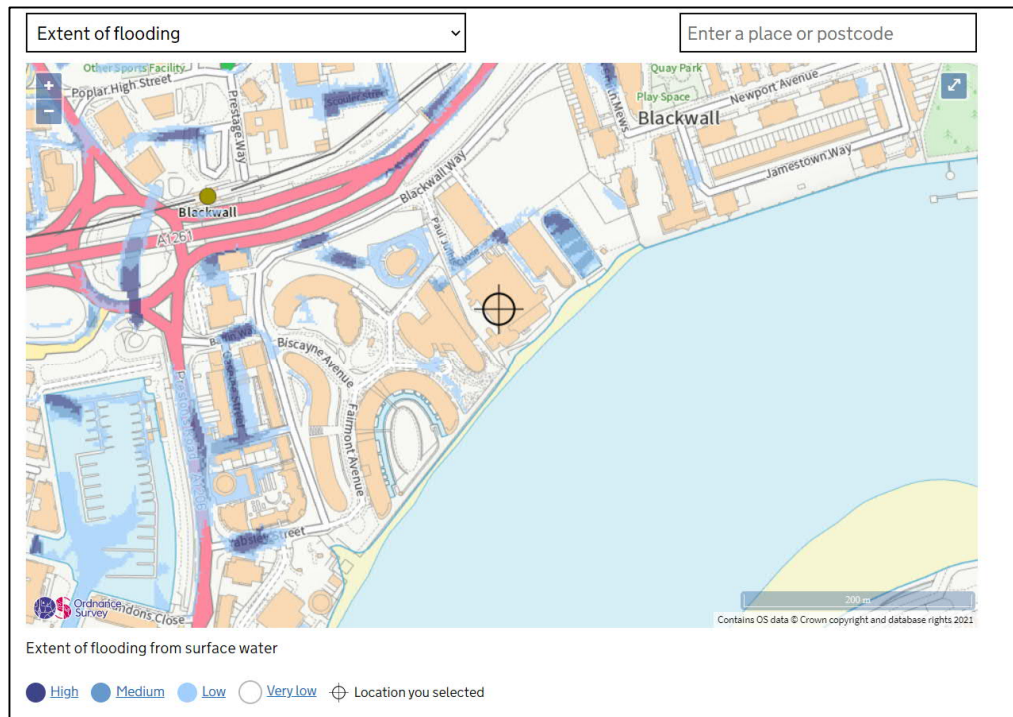 Extent of flooding
Enter a place or postcode
+
−
Other Sports Facility
Poplar High Street
Prestage Way
Quay Park
Play Space
Newport Avenue
Blackwall
Jamestown Way
Blackwall Way
Blackwall
A1261
Biscayne Avenue
Fairmont Avenue
Ordnance
Survey
200 m
Contains OS data © Crown copyright and database rights 2021
Extent of flooding from surface water
High Medium Low Very low Location you selected